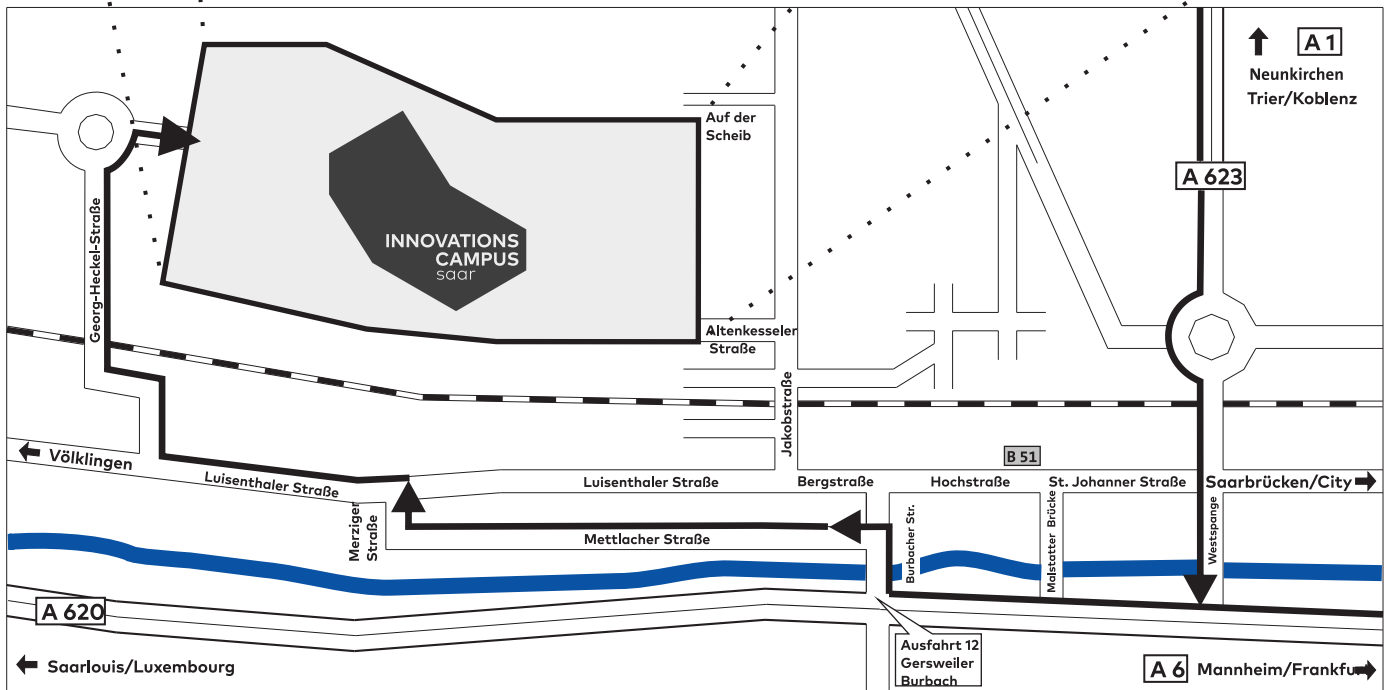 A 1
Neunkirchen
Trier/Koblenz
Auf der
Scheib
A 623
INNOVATIONS
CAMPUS
saar
Georg-Heckel-Straße
Altenkesseler
Straße
Jakobstraße
Völklingen
B 51
Luisenthaler Straße
Luisenthaler Straße
Bergstraße
Hochstraße
St. Johanner Straße
Saarbrücken/City
Merziger
Straße
Mettlacher Straße
Burbacher Str.
Malstatter Brücke
Westspange
A 620
Ausfahrt 12
Gersweiler
Burbach
Saarlouis/Luxembourg
A 6
Mannheim/Frankfu